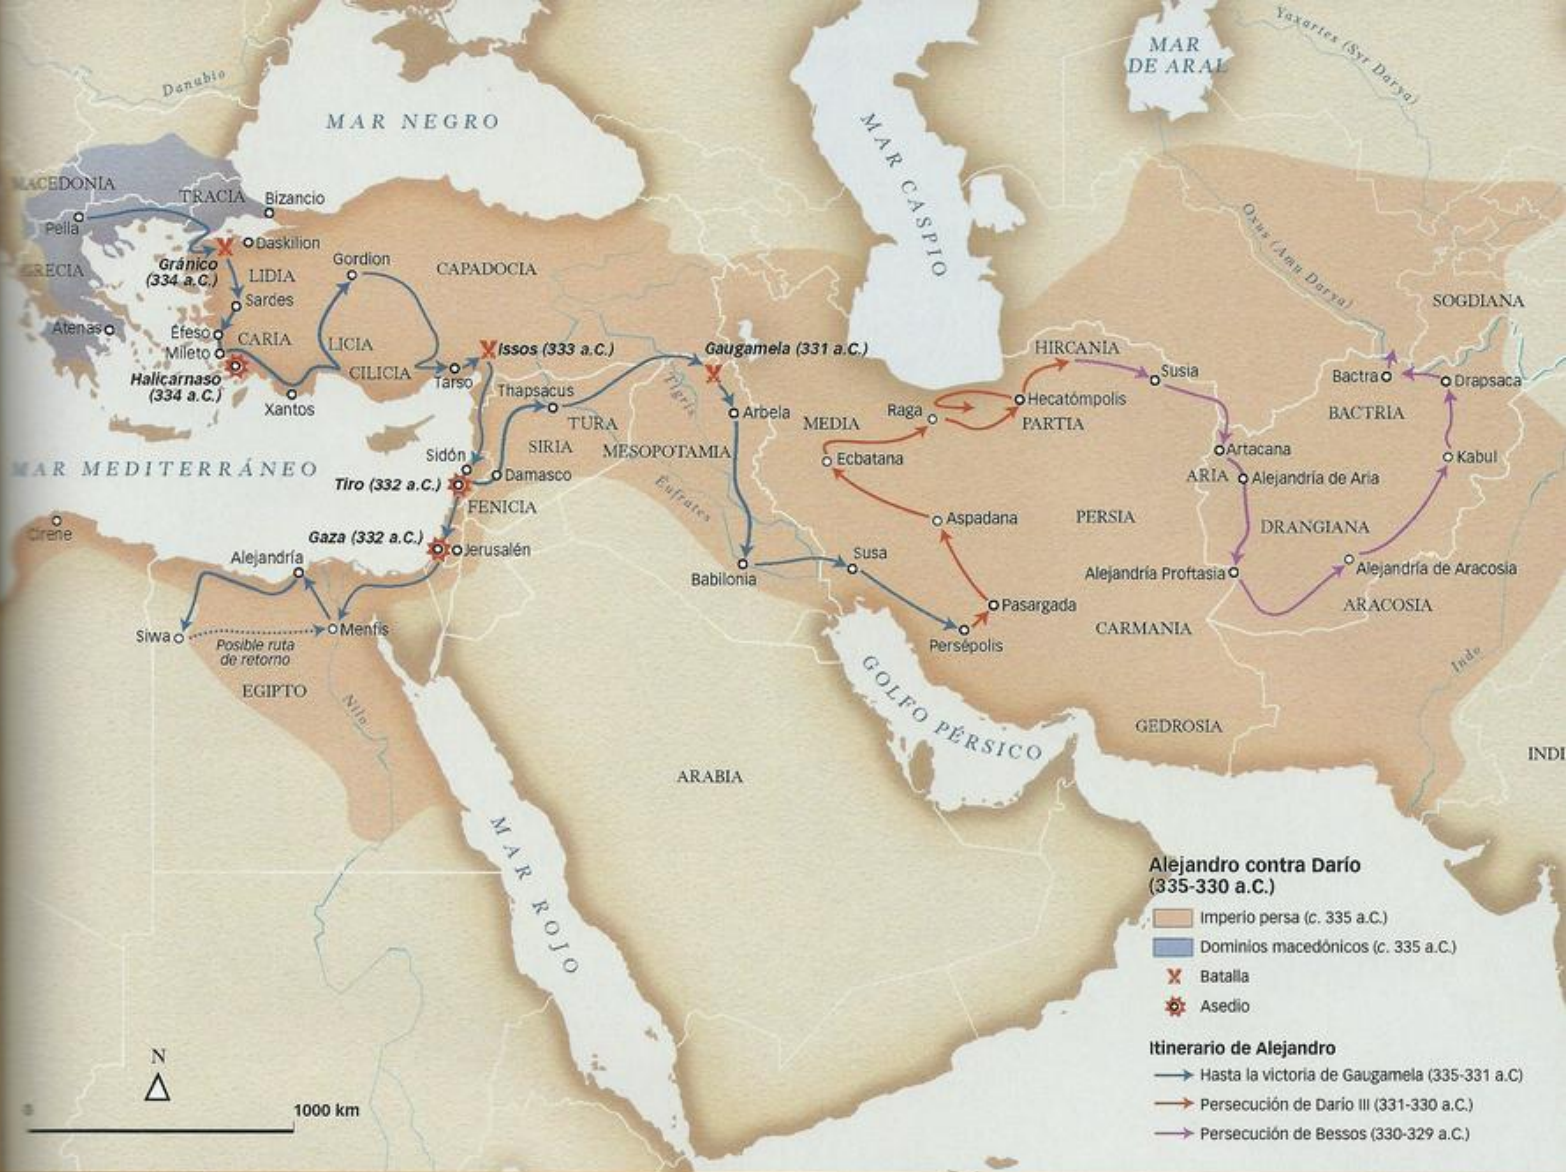 Danubio
MAR NEGRO
MAR CASPIO
MAR
DE ARAL
Yaxartes (Syr Darya)
Oxus (Amu Darya)
MACEDONIA
TRACIA
Bizancio
Pella
Daskilion
Gránico
(334 a.C.)
LIDIA
Gordion
CAPADOCIA
Sardes
Atenas
Éfeso
CARIA
Mileto
LICIA
Halicarnaso
(334 a.C.)
CILICIA
Xantos
Tarso
Issos (333 a.C.)
Gaugamela (331 a.C.)
Thapsacus
Tigris
TURA
Arbela
SIRIA
MESOPOTAMIA
Éufrates
MAR MEDITERRÁNEO
Sidón
Tiro (332 a.C.)
Damasco
FENICIA
Gaza (332 a.C.)
Jerusalén
Cirene
Alejandría
Siwa
Posible ruta
de retorno
Menfis
EGIPTO
Nilo
Babilonia
Susa
Persépolis
Pasargada
Aspadana
Ecbatana
MEDIA
Raga
Hecatómpolis
PARTIA
HIRCANIA
Susia
Artacana
ARIA
Alejandría de Aria
PERSIA
DRANGIANA
Alejandría Proftasia
Alejandría de Aracosia
ARACOSIA
CARMANIA
GEDROSIA
SOGDIANA
Bactra
Drapsaca
BACTRIA
Kabul
Indo
INDI
GOLFO PÉRSICO
ARABIA
MAR ROJO
Alejandro contra Darío
(335-330 a.C.)
Imperio persa (c. 335 a.C.)
Dominios macedónicos (c. 335 a.C.)
Batalla
Asedio
Itinerario de Alejandro
Hasta la victoria de Gaugamela (335-331 a.C)
Persecución de Darío III (331-330 a.C.)
Persecución de Bessos (330-329 a.C.)
N
1000 km